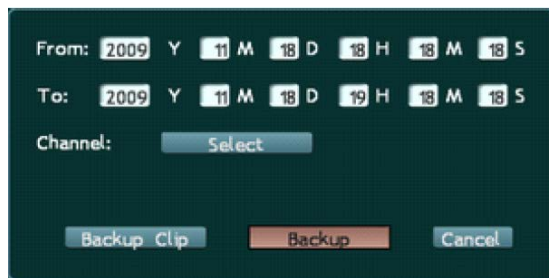 From: 2009 Y 11 M 18 D 18 H 18 M 18 S
To: 2009 Y 11 M 18 D 19 H 18 M 18 S
Channel: Select
Backup Clip Backup Cancel